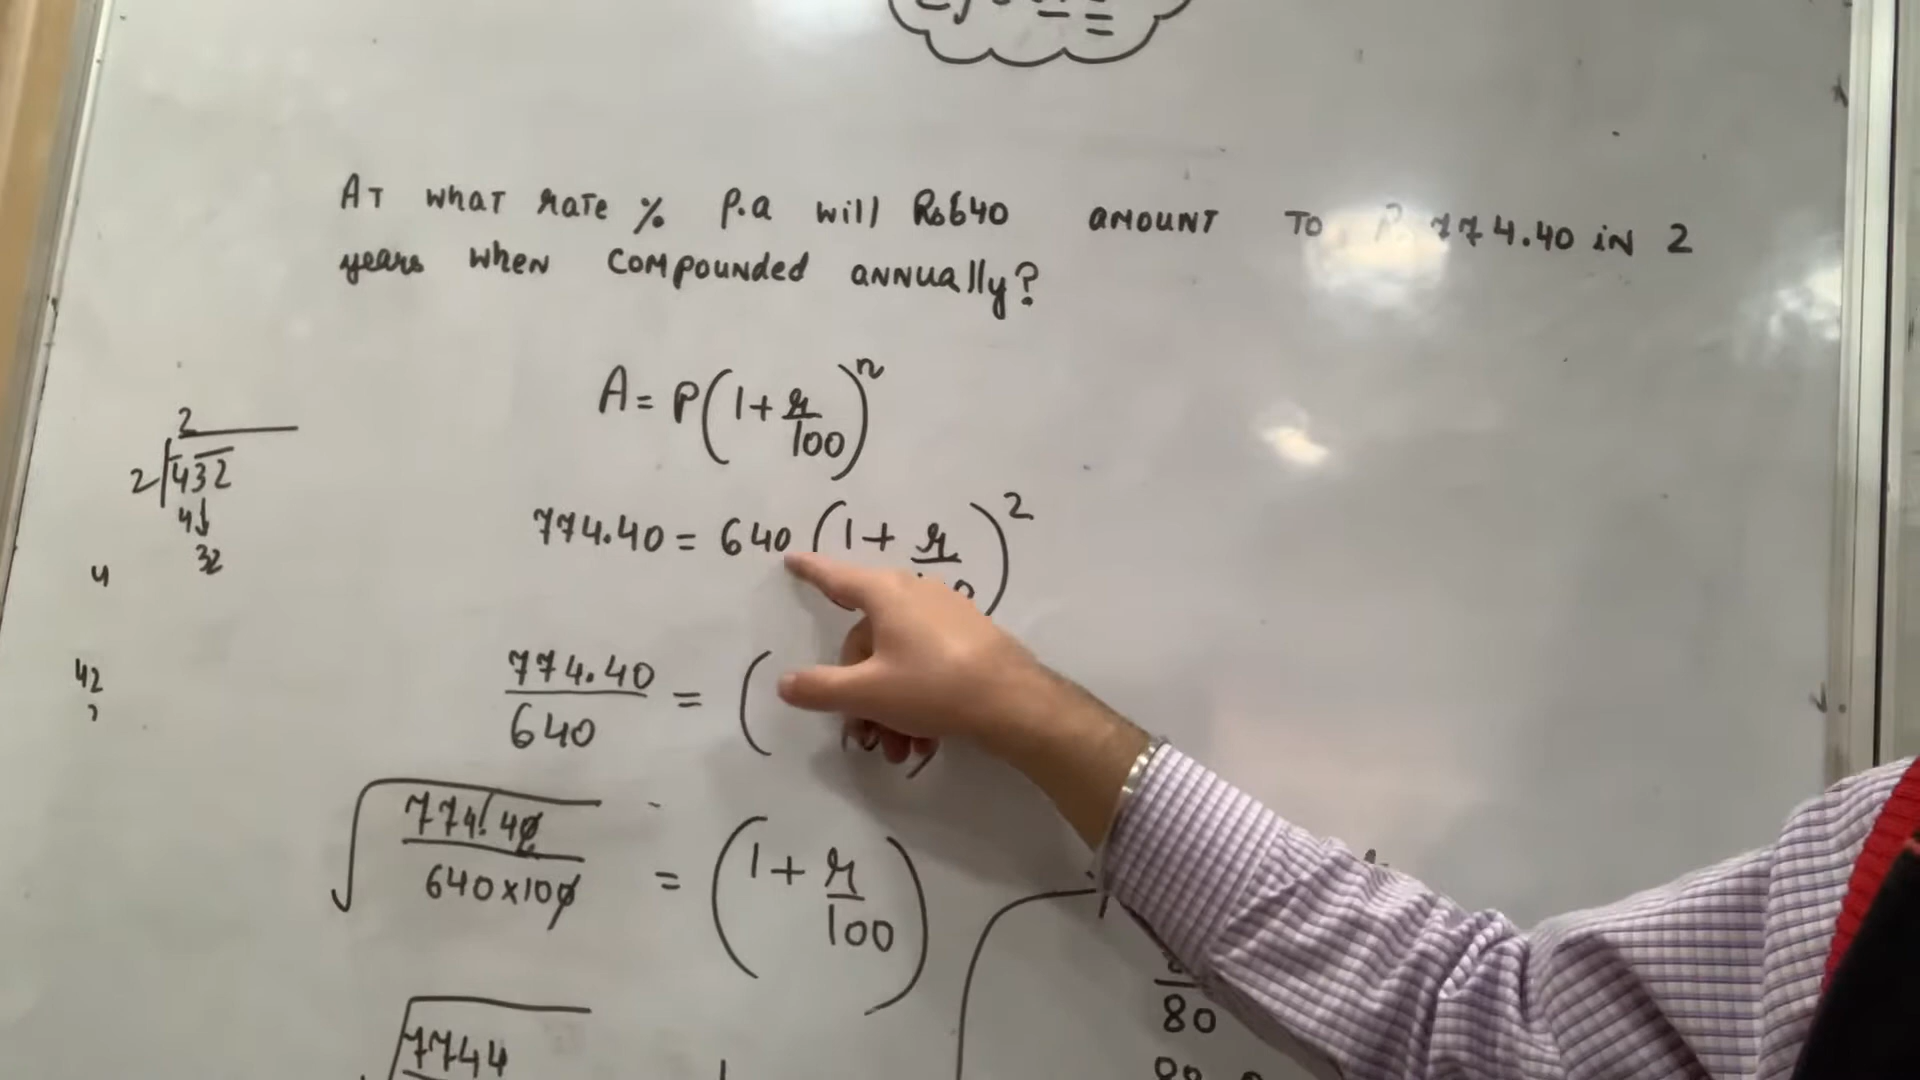 At what rate % p.a will Rs640 amount to 774.40 in 2
years when compounded annually?
A = P(1 + r/100)^n
774.40 = 640 (1 + r/)^2
774.40/640 = (
√(774.40/640×100) = (1 + r/100)
√7744
2
2 432
4
32
4
42
80